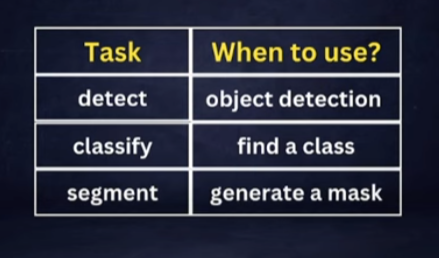 Task When to use?
detect object detection
classify find a class
segment generate a mask